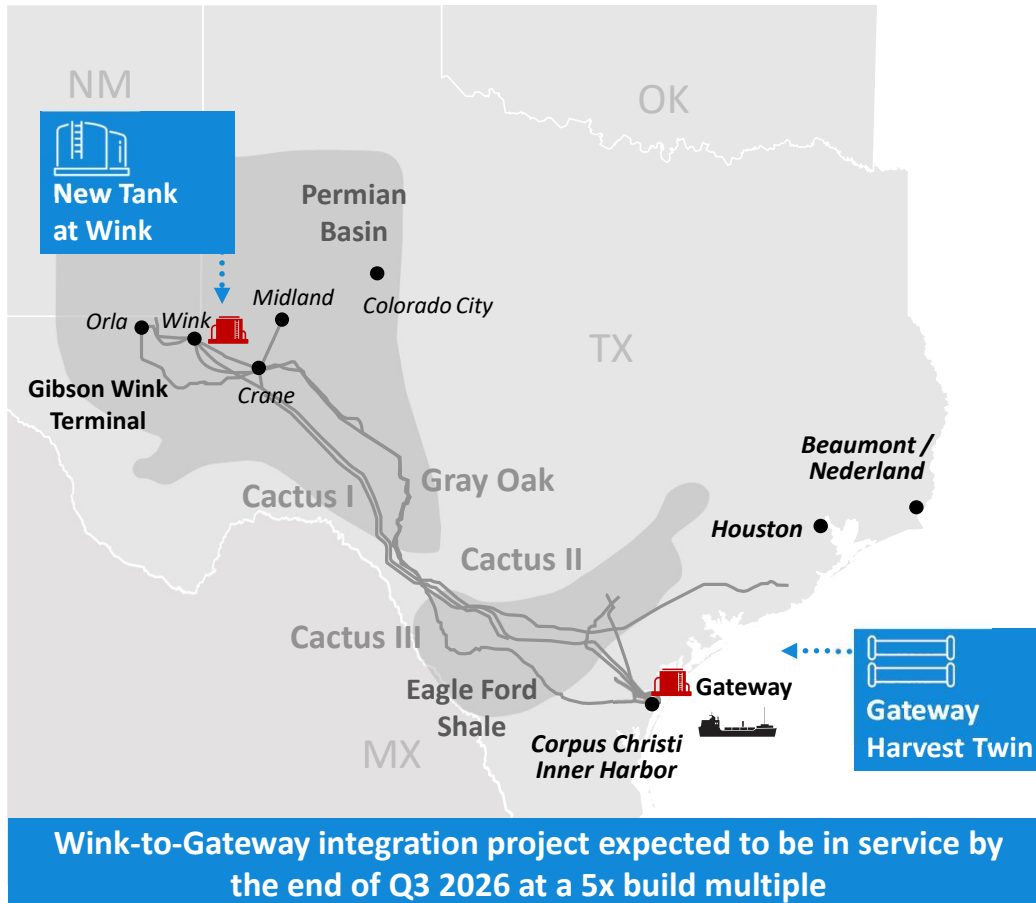 NM
OK
New Tank
at Wink
Permian
Basin
Colorado City
Midland
Orla
Wink
TX
Crane
Gibson Wink
Terminal
Beaumont /
Nederland
Gray Oak
Cactus I
Houston
Cactus II
Cactus III
Eagle Ford
Shale
Gateway
Gateway
Harvest Twin
Corpus Christi
Inner Harbor
MX
Wink-to-Gateway integration project expected to be in service by
the end of Q3 2026 at a 5x build multiple